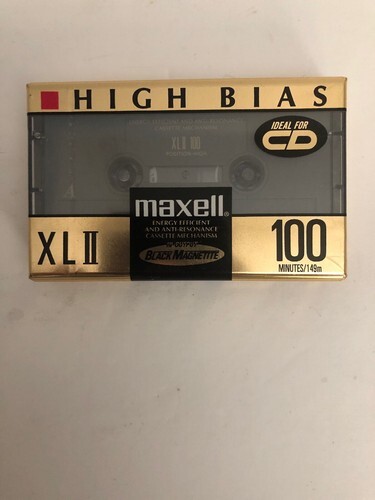 HIGH BIAS
IDEAL FOR
CD
XL II 100
maxell®
ENERGY EFFICIENT
AND ANTI-RESONANCE
CASSETTE MECHANISM
BLACK MAGNETITE
XL II
100
MINUTES/149m